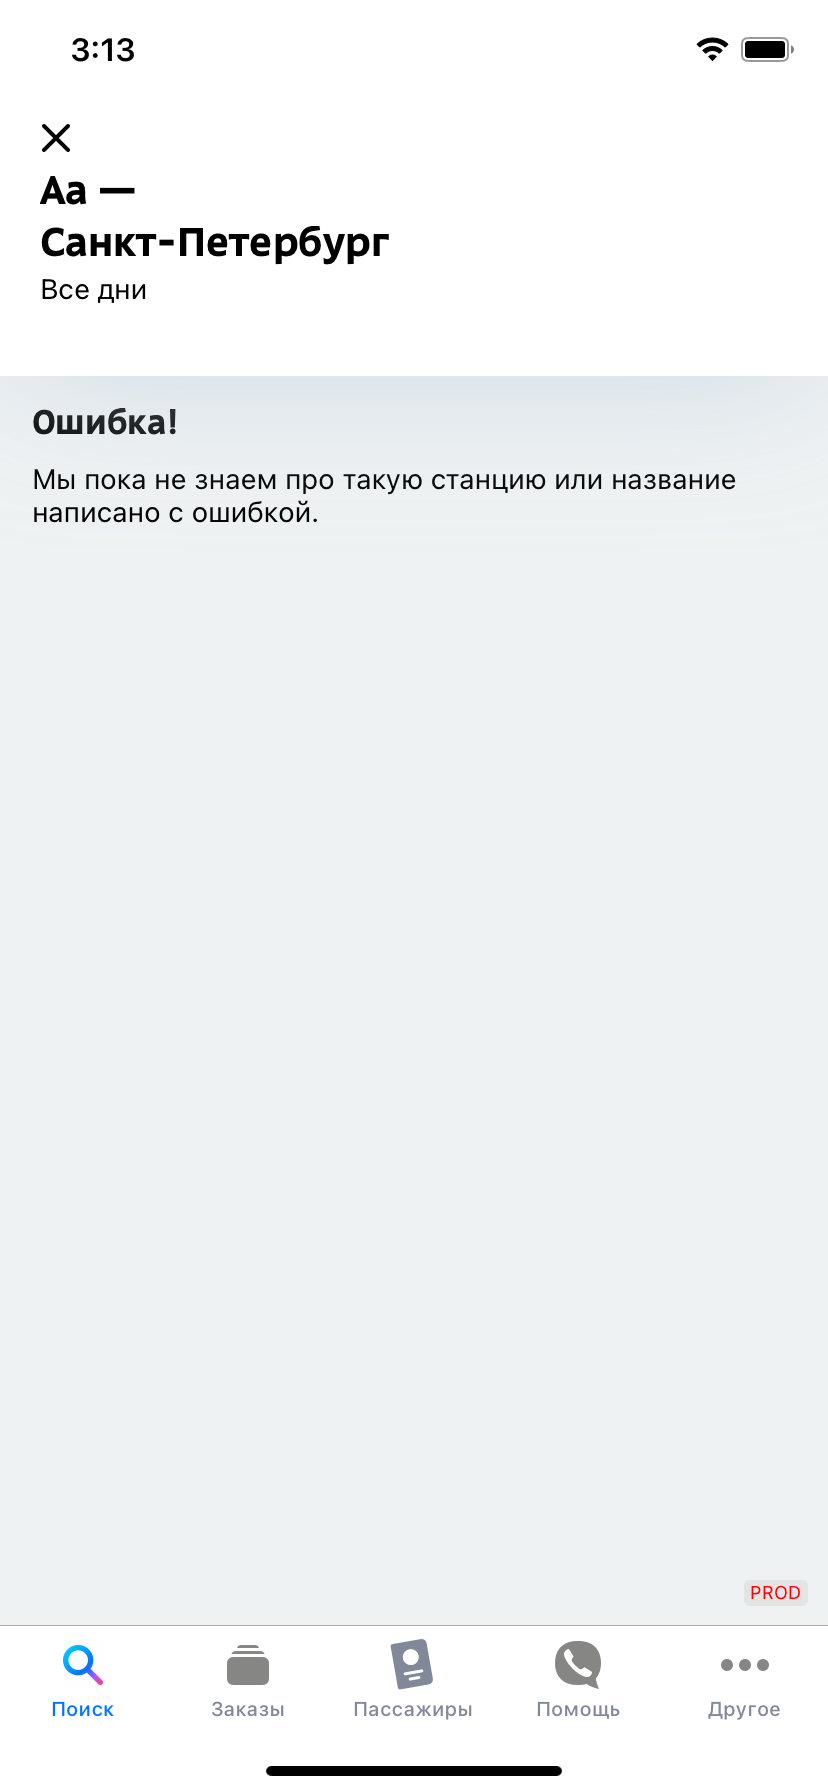 3:13
Аа —
Санкт-Петербург
Все дни
Ошибка!
Мы пока не знаем про такую станцию или название
написано с ошибкой.
PROD
Поиск
Заказы
Пассажиры
Помощь
Другое